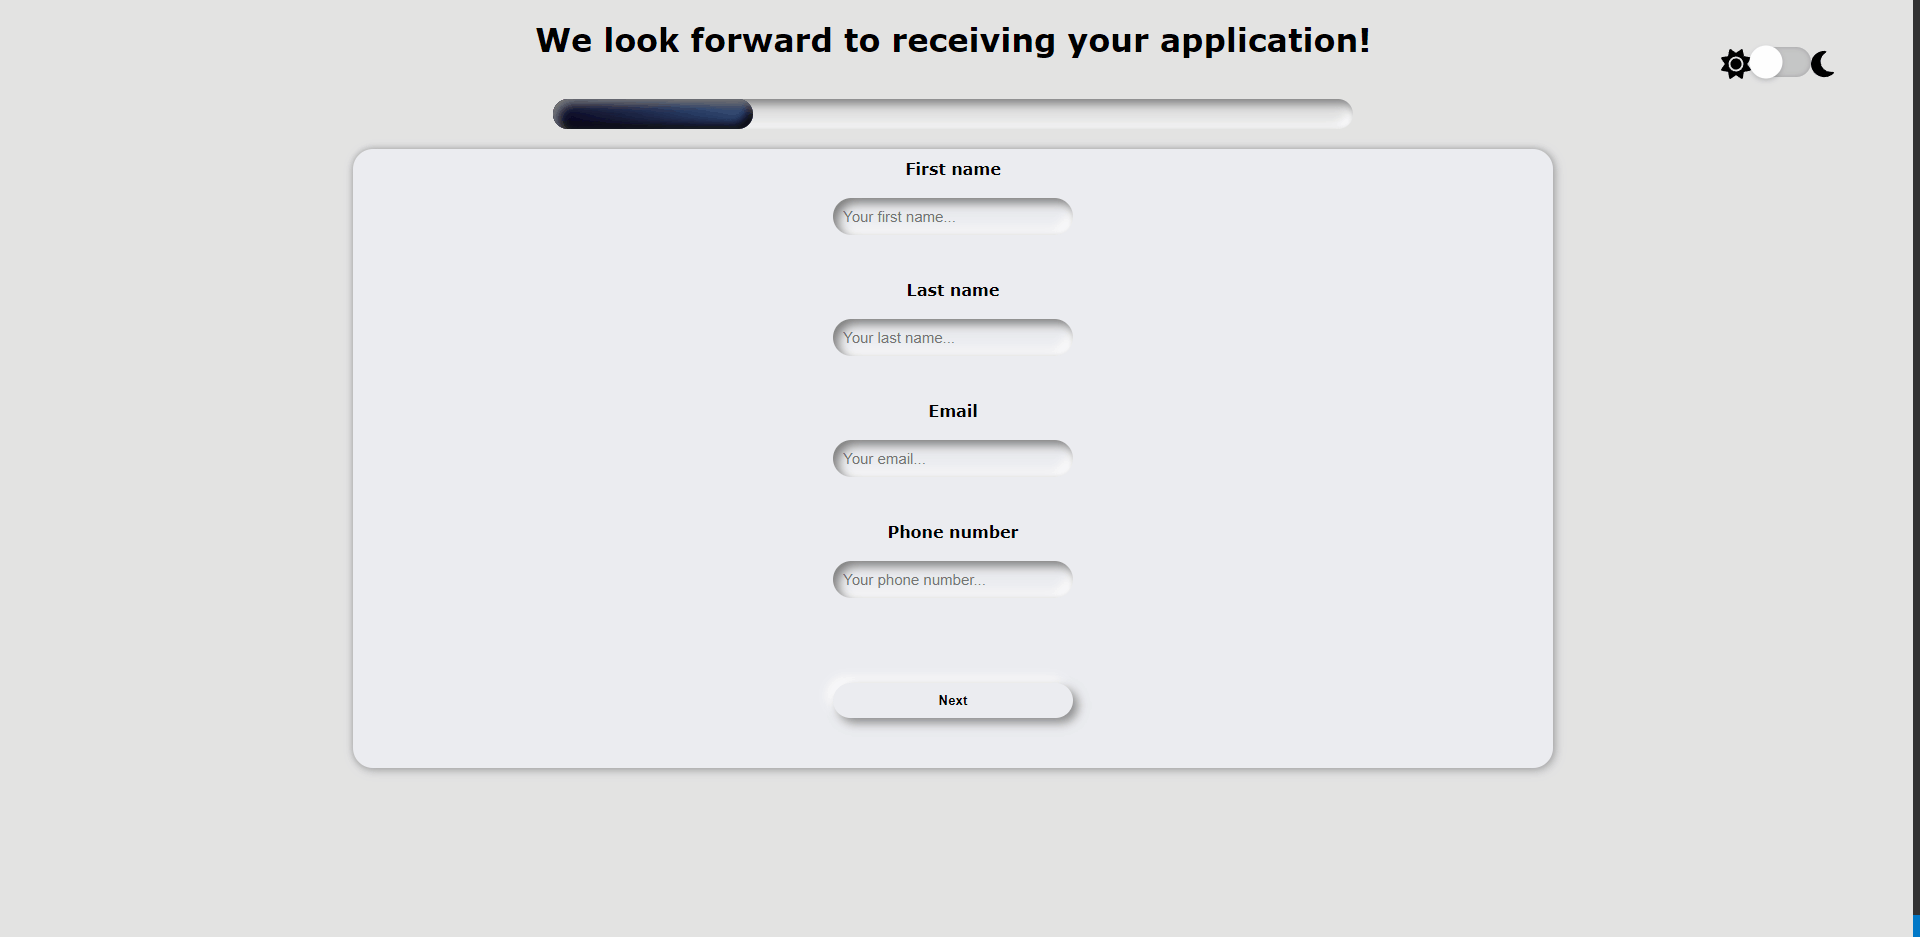 We look forward to receiving your application!
First name
Your first name...
Last name
Your last name...
Email
Your email...
Phone number
Your phone number...
Next